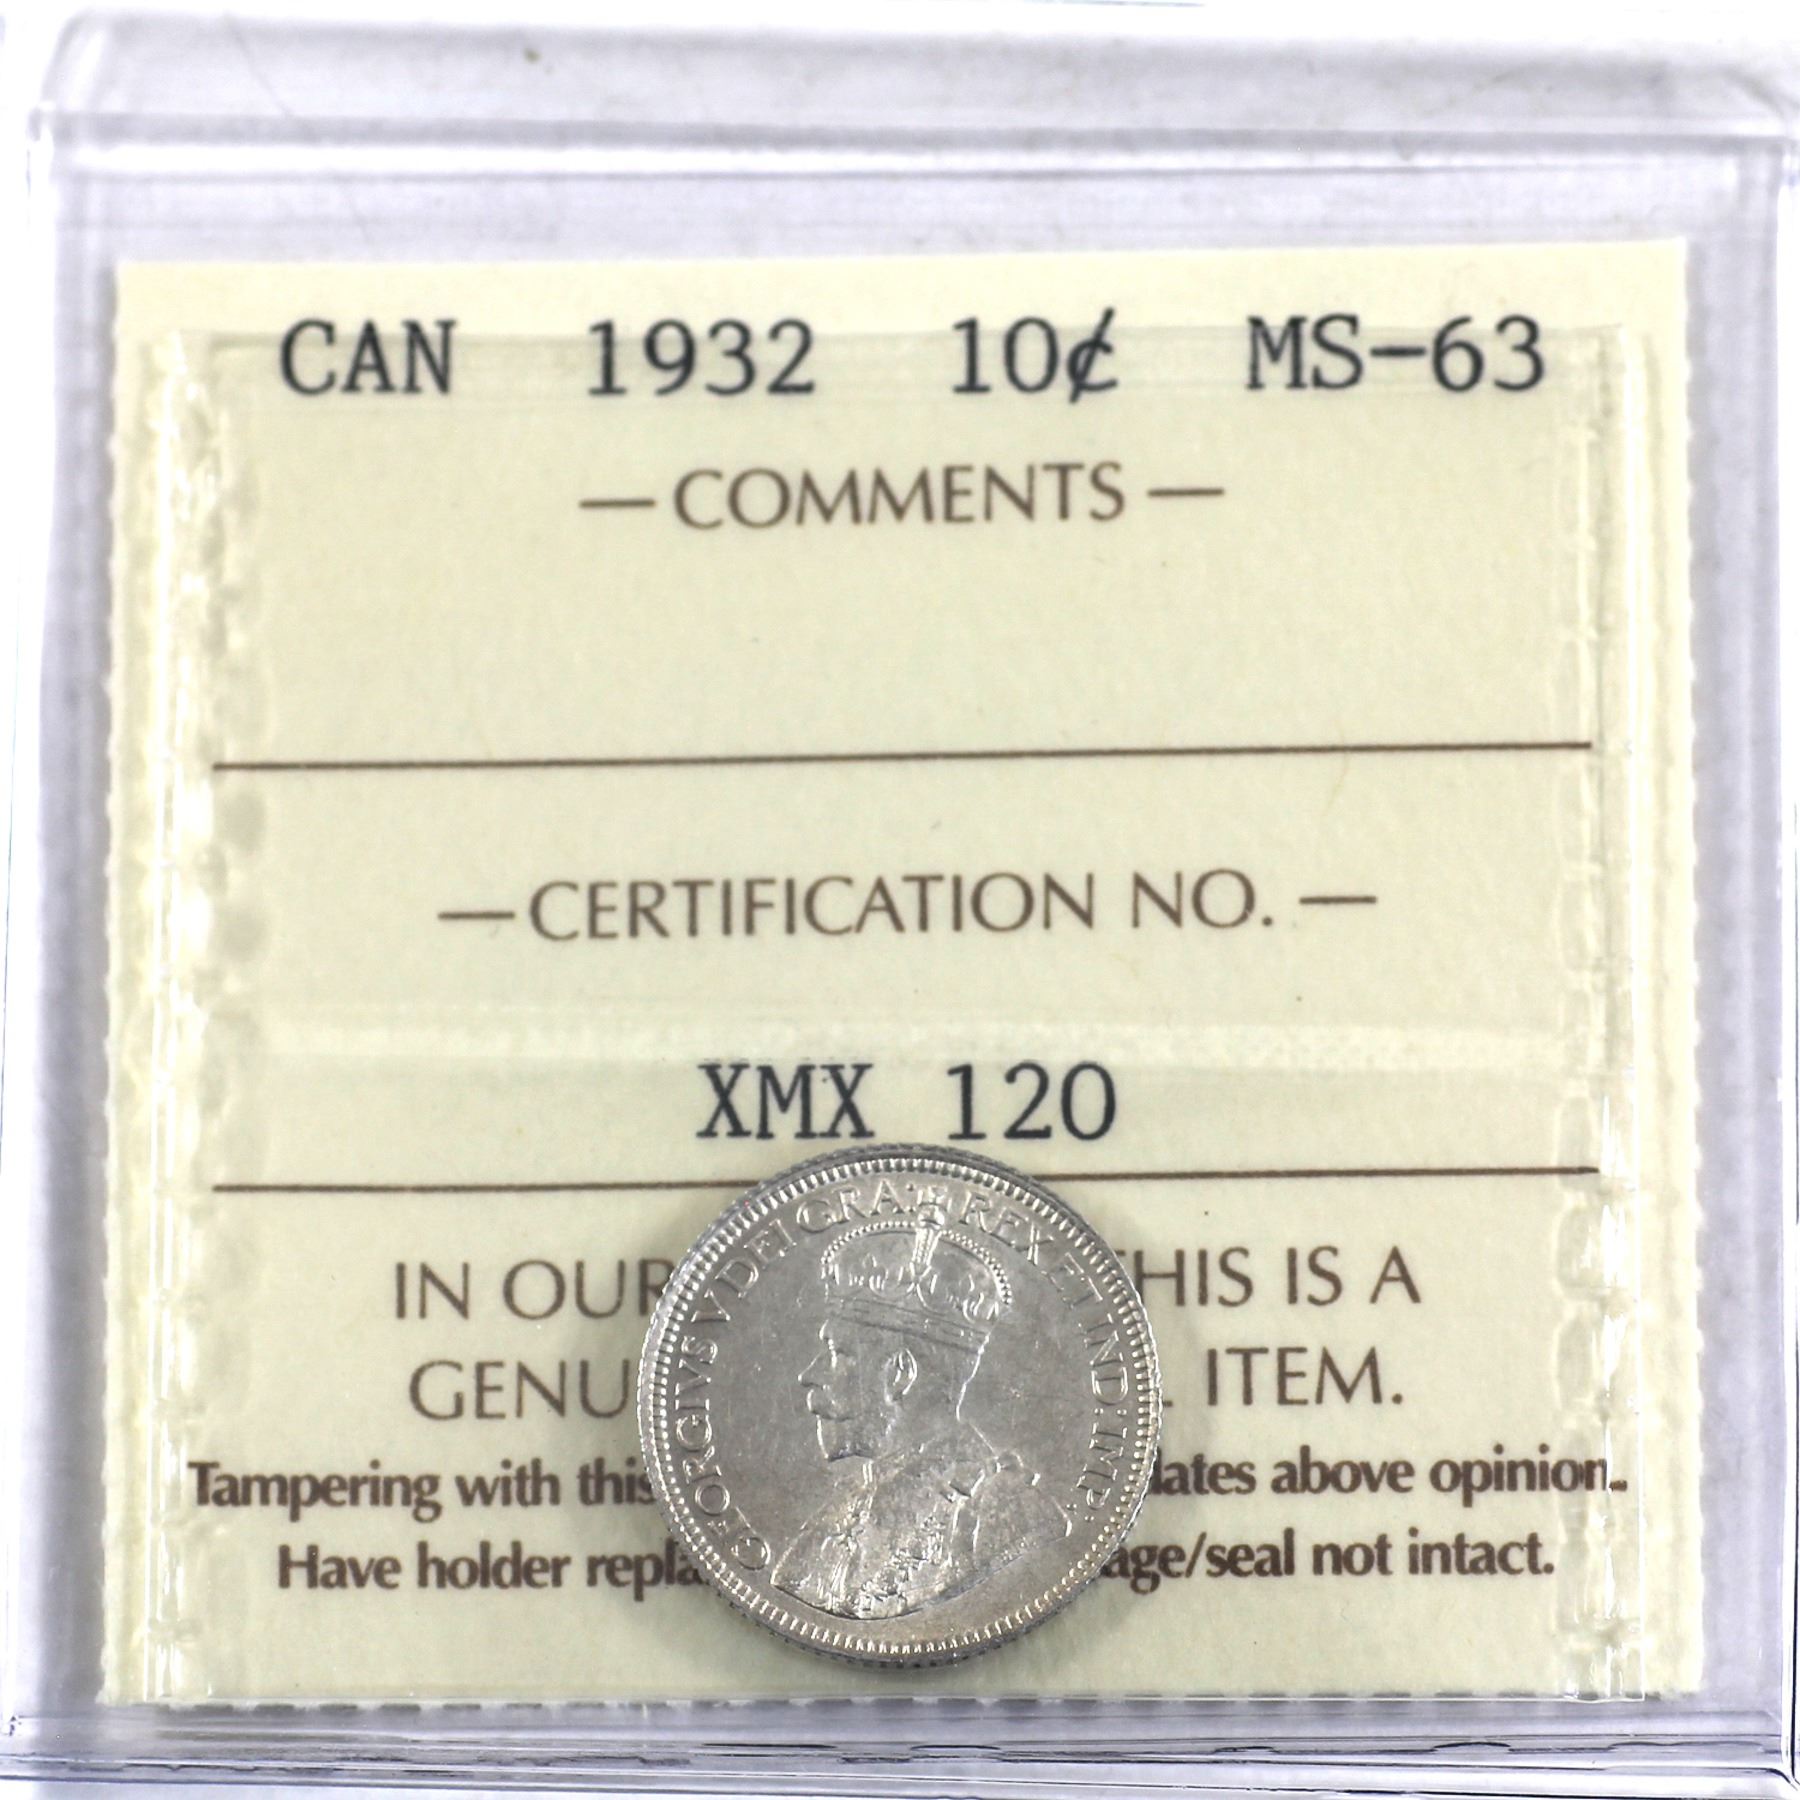 CAN 1932 10¢ MS-63
— COMMENTS —
— CERTIFICATION NO. —
XMX 120
IN OUR HIS IS A
GENU ITEM.
Tampering with this lates above opinion.
Have holder repla age/seal not intact.
GEORGIVS V DEI GRA: REX ET IND: IMP: